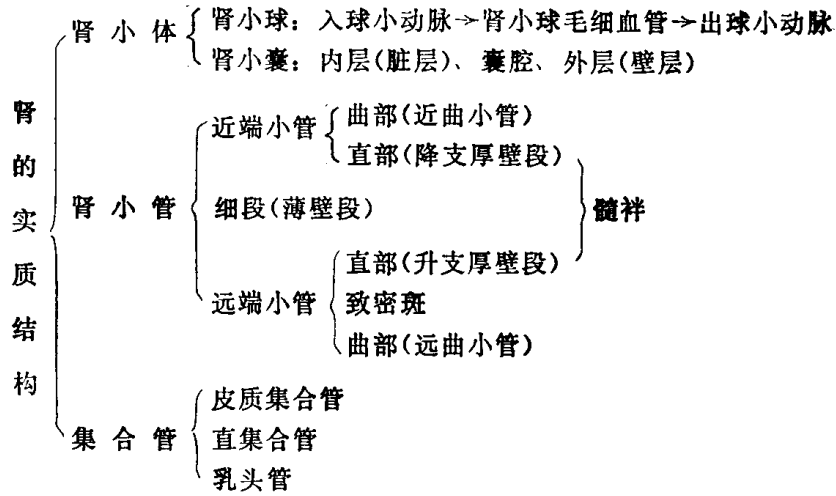 肾的实质结构
肾小体
肾小球：入球小动脉→肾小球毛细血管→出球小动脉
肾小囊：内层(脏层)、囊腔、外层(壁层)
肾小管
近端小管
曲部(近曲小管)
直部(降支厚壁段)
细段(薄壁段)
髓袢
远端小管
直部(升支厚壁段)
致密斑
曲部(远曲小管)
集合管
皮质集合管
直集合管
乳头管